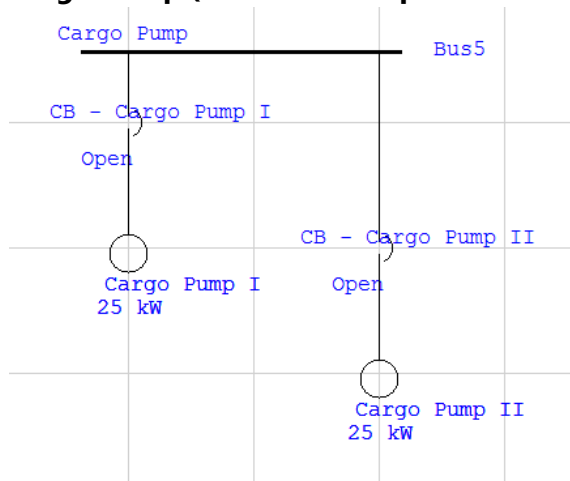 Cargo Pump
Bus5
CB - Cargo Pump I
Open
CB - Cargo Pump II
Cargo Pump I
Open
25 kW
Cargo Pump II
25 kW